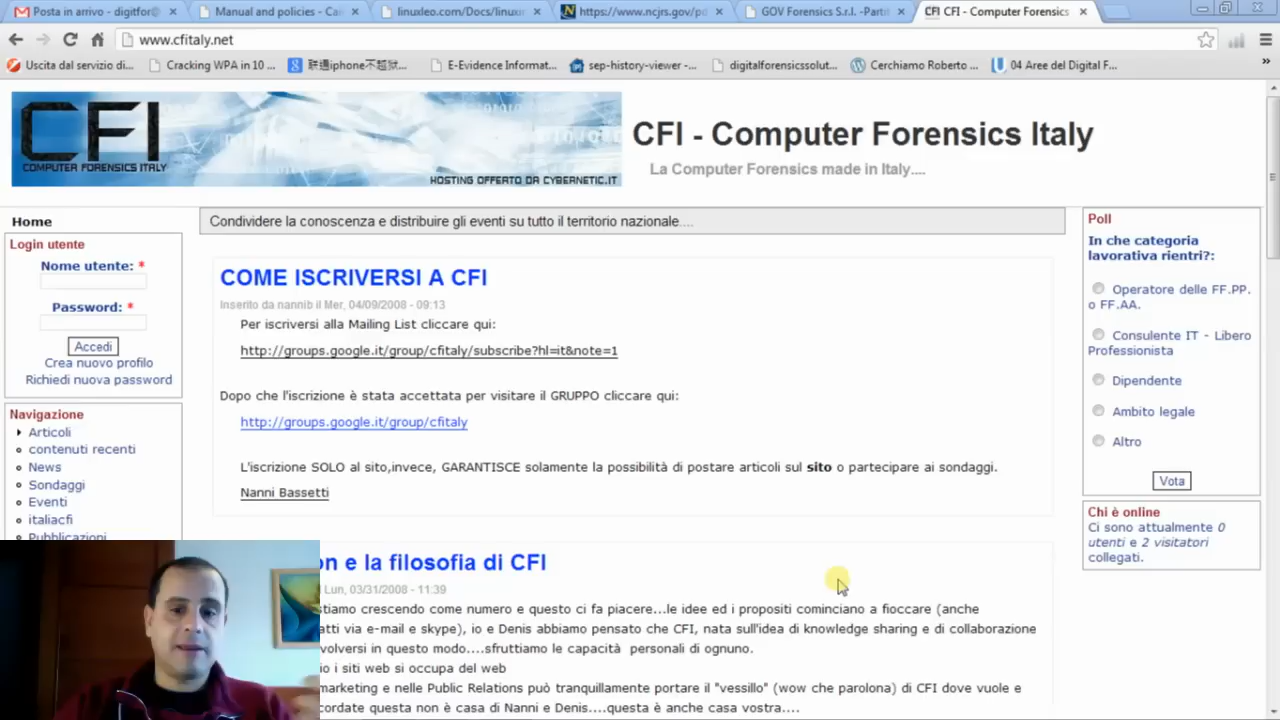 Posta in arrivo - digitfor
Manual and policies - Ca
linuxleo.com/Docs/linux
https://www.ncjrs.gov/p
GOV Forensics S.r.l. -Parti
CFI CFI - Computer Forensics
www.cfitaly.net
Uscita dal servizio di...
Cracking WPA in 10 ...
联通iphone不超狱...
E-Evidence Informat...
sep-history-viewer -...
digitalforensicssolut...
Cerchiamo Roberto ...
04 Aree del Digital F...
CFI
COMPUTER FORENSICS ITALY
HOSTING OFFERTO DA CYBERNETIC.IT
CFI - Computer Forensics Italy
La Computer Forensics made in Italy....
Home
Login utente
Nome utente: *
Password: *
Accedi
Crea nuovo profilo
Richiedi nuova password
Navigazione
Articoli
contenuti recenti
News
Sondaggi
Eventi
italiacfi
Pubblicazioni
Condividere la conoscenza e distribuire gli eventi su tutto il territorio nazionale....
COME ISCRIVERSI A CFI
Inserito da nannib il Mer, 04/09/2008 - 09:13
Per iscriversi alla Mailing List cliccare qui:
http://groups.google.it/group/cfitaly/subscribe?hl=it&note=1
Dopo che l'iscrizione è stata accettata per visitare il GRUPPO cliccare qui:
http://groups.google.it/group/cfitaly
L'iscrizione SOLO al sito,invece, GARANTISCE solamente la possibilità di postare articoli sul sito o partecipare ai sondaggi.
Nanni Bassetti
on e la filosofia di CFI
Lun, 03/31/2008 - 11:39
stiamo crescendo come numero e questo ci fa piacere...le idee ed i propositi cominciano a fioccare (anche
atti via e-mail e skype), io e Denis abbiamo pensato che CFI, nata sull'idea di knowledge sharing e di collaborazione
volversi in questo modo....sfruttiamo le capacità personali di ognuno.
io i siti web si occupa del web
marketing e nelle Public Relations può tranquillamente portare il "vessillo" (wow che parolona) di CFI dove vuole e
cordate questa non è casa di Nanni e Denis....questa è anche casa vostra....
Poll
In che categoria
lavorativa rientri?:
Operatore delle FF.PP.
o FF.AA.
Consulente IT - Libero
Professionista
Dipendente
Ambito legale
Altro
Vota
Chi è online
Ci sono attualmente 0
utenti e 2 visitatori
collegati.